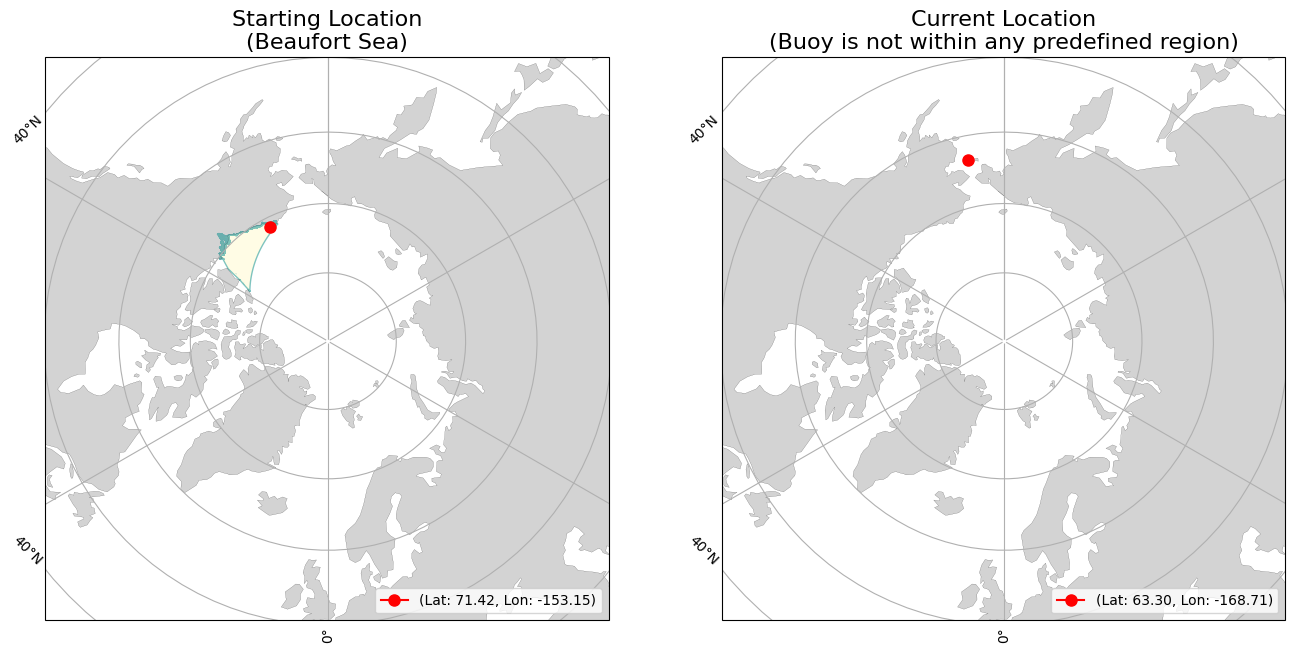 Starting Location
(Beaufort Sea)
40°N
40°N
0°
(Lat: 71.42, Lon: -153.15)
Current Location
(Buoy is not within any predefined region)
40°N
40°N
0°
(Lat: 63.30, Lon: -168.71)